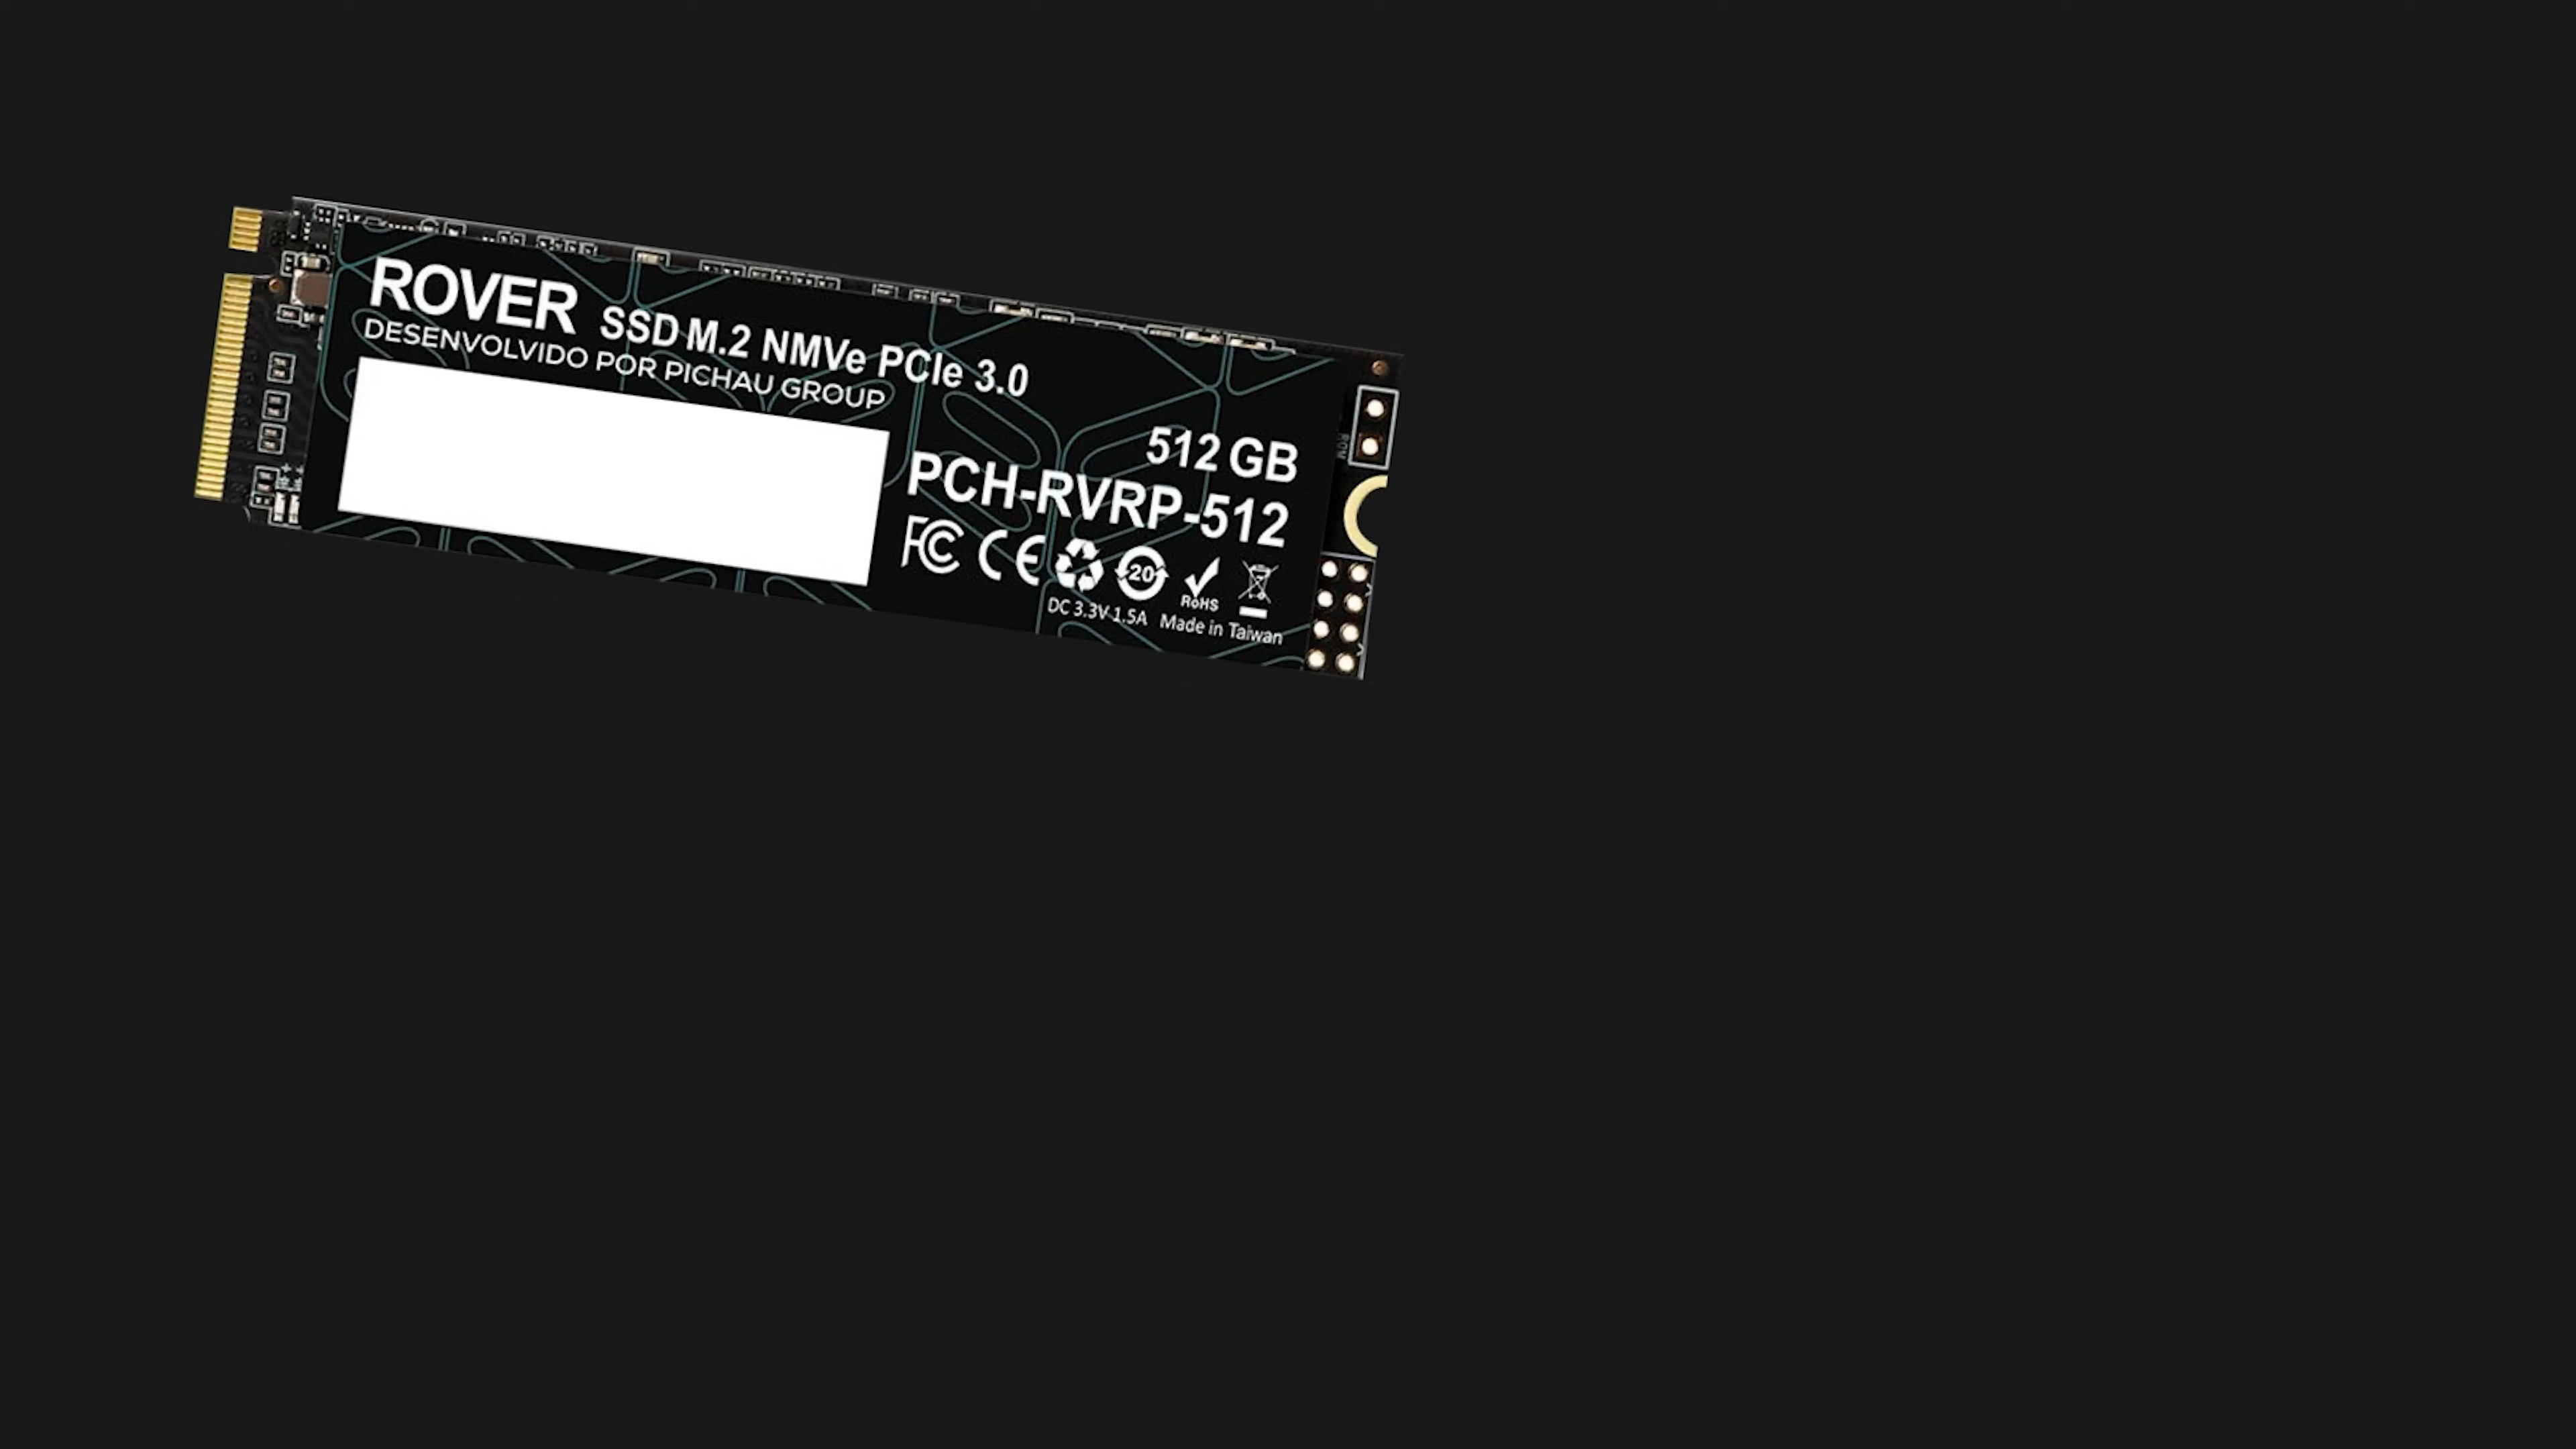 ROVER SSD M.2 NMVe PCIe 3.0
DESENVOLVIDO POR PICHAU GROUP
512 GB
PCH-RVRP-512
FC CE 20 RoHS
DC 3.3V 1.5A Made in Taiwan
ROM